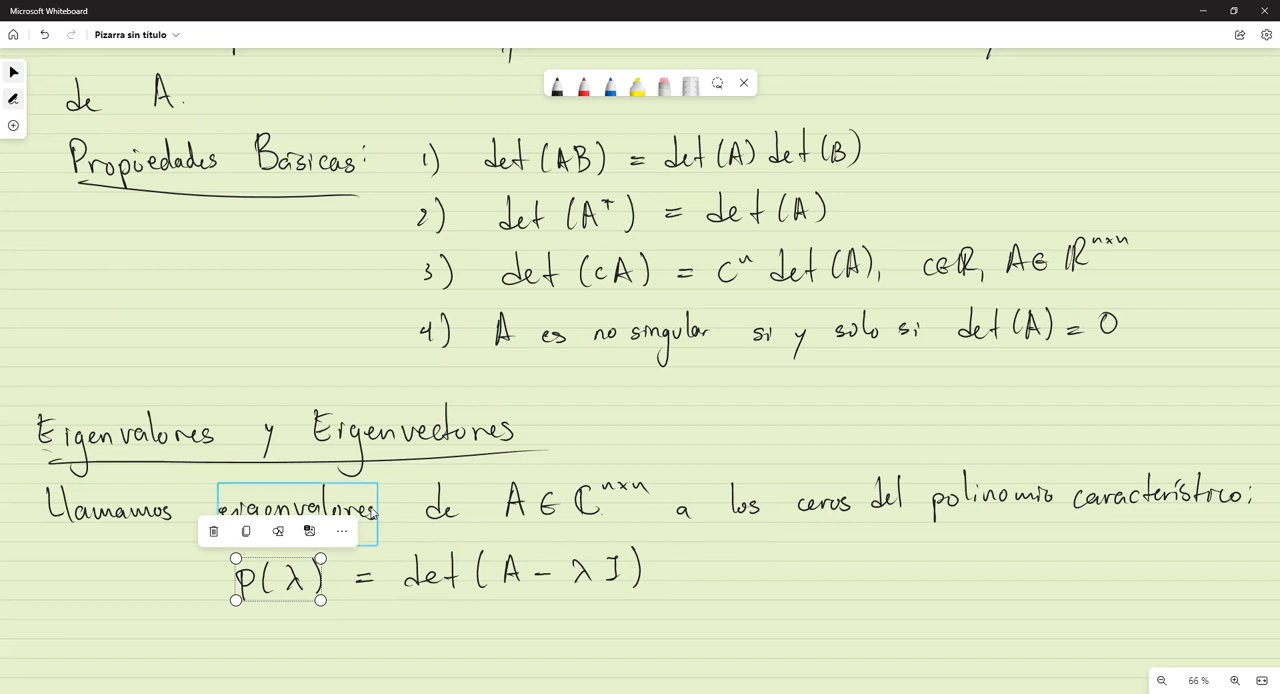 Microsoft Whiteboard
Pizarra sin título
de A.
Propiedades Básicas: 1) det(AB) = det(A) det(B)
2) det(Aᵀ) = det(A)
3) det(cA) = cⁿ det(A), c∈ℝ, A∈ ℝⁿˣⁿ
4) A es no singular si y solo si det(A) = 0
Eigenvalores y Eigenvectores
Llamamos eigenvalores de A ∈ ℂⁿˣⁿ a los ceros del polinomio característico:
p(λ) = det(A − λI)
66 %